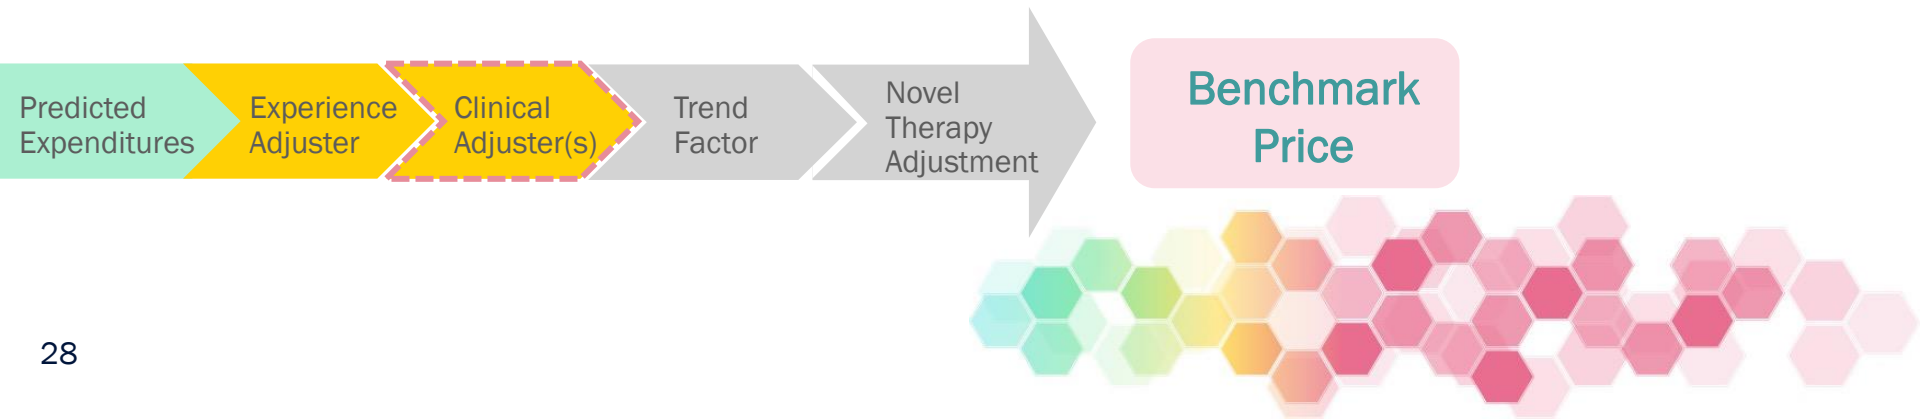 Predicted
Expenditures
Experience
Adjuster
Clinical
Adjuster(s)
Trend
Factor
Novel
Therapy
Adjustment
Benchmark
Price
28